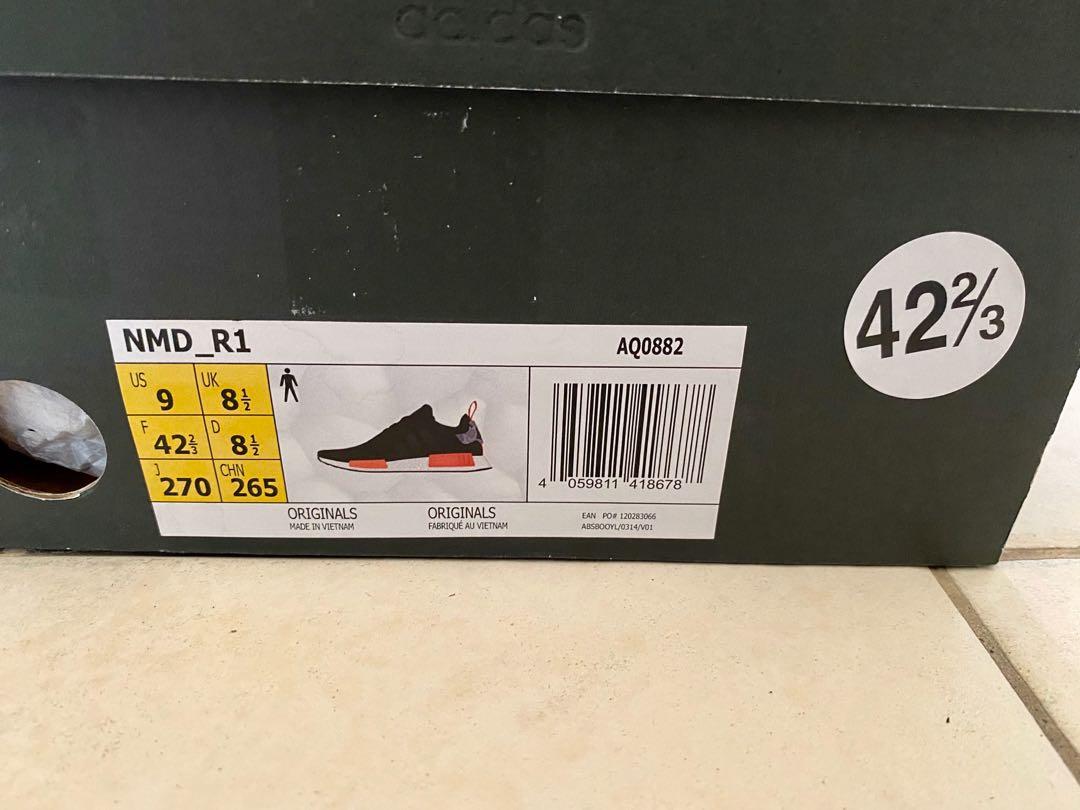 adidas
NMD_R1 AQ0882
US 9 UK 8½
F 42⅔ D 8½
J 270 CHN 265
42⅔
4 059811 418678
ORIGINALS ORIGINALS
MADE IN VIETNAM FABRIQUÉ AU VIETNAM
EAN PO# 120283066
ABSBOOYL/0314/V01